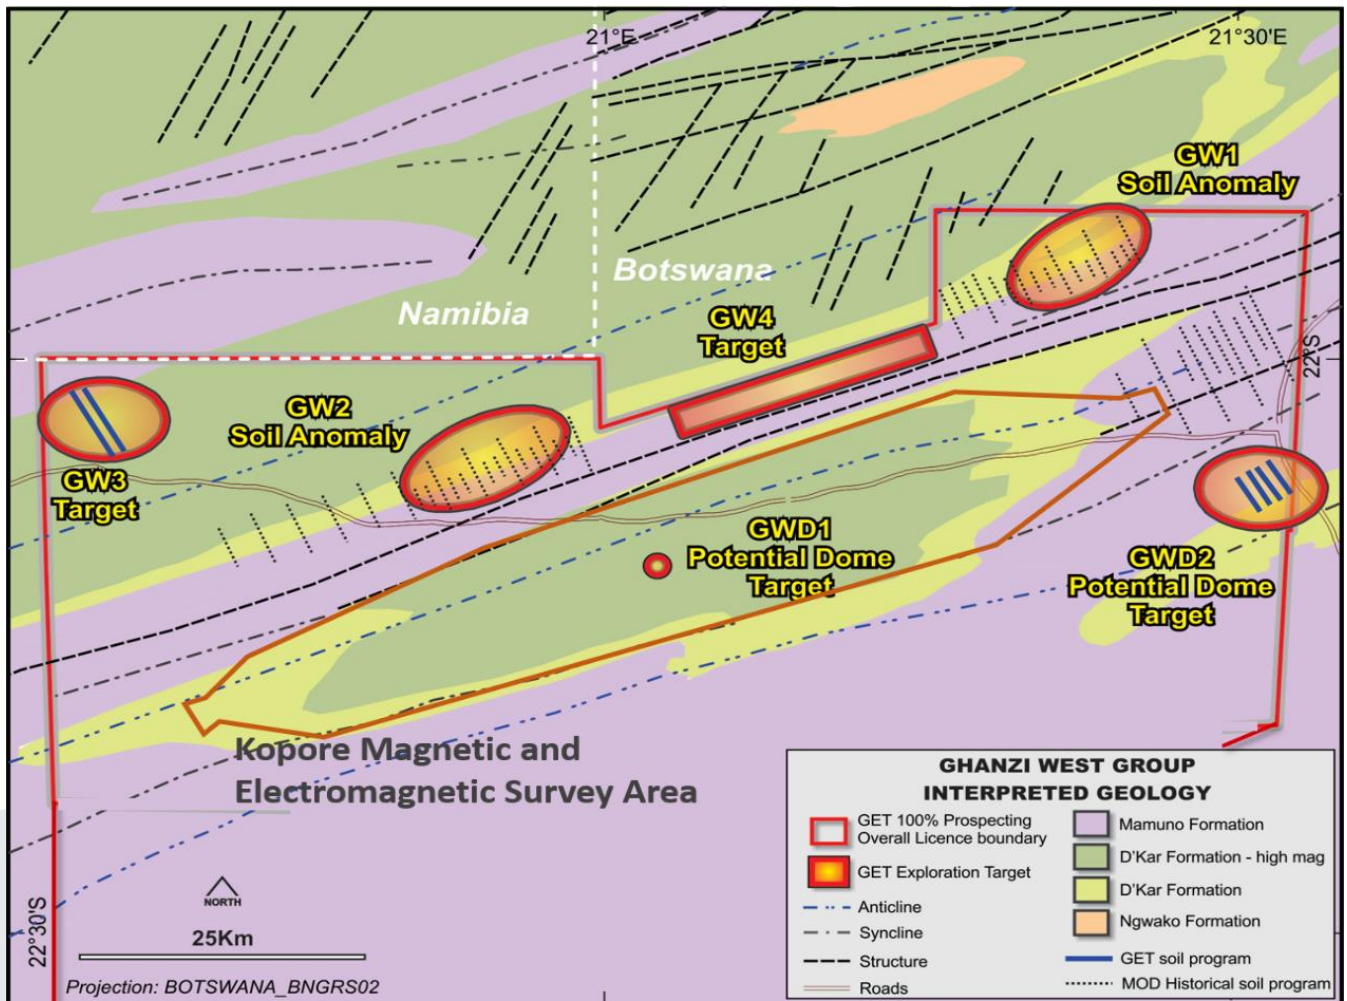 21°E
21°30'E
GW1
Soil Anomaly
Botswana
Namibia
GW4
Target
22°S
GW2
Soil Anomaly
GW3
Target
GWD1
Potential Dome
Target
GWD2
Potential Dome
Target
Kopore Magnetic and
Electromagnetic Survey Area
22°30'S
NORTH
25Km
Projection: BOTSWANA_BNGRS02
GHANZI WEST GROUP
INTERPRETED GEOLOGY
GET 100% Prospecting
Overall Licence boundary
GET Exploration Target
Anticline
Syncline
Structure
Roads
Mamuno Formation
D'Kar Formation - high mag
D'Kar Formation
Ngwako Formation
GET soil program
MOD Historical soil program